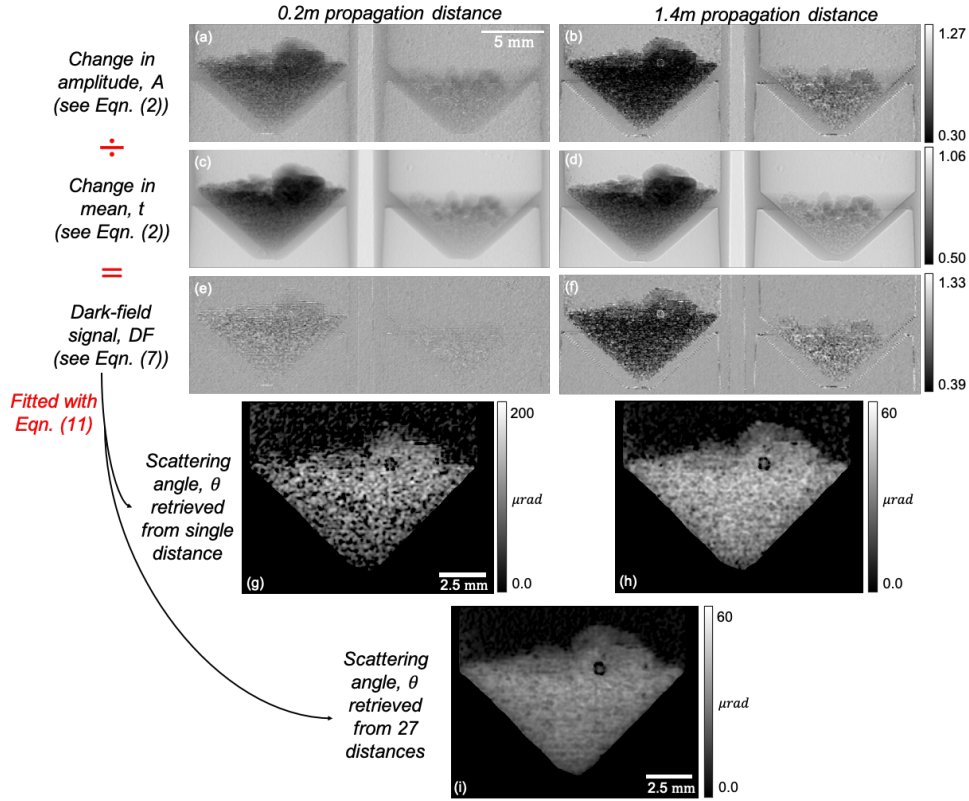 0.2m propagation distance
1.4m propagation distance
Change in
amplitude, A
(see Eqn. (2))
÷
Change in
mean, t
(see Eqn. (2))
=
Dark-field
signal, DF
(see Eqn. (7))
(a)
5 mm
(b)
1.27
0.30
(c)
(d)
1.06
0.50
(e)
(f)
1.33
0.39
Fitted with
Eqn. (11)
Scattering
angle, θ
retrieved
from single
distance
(g)
2.5 mm
200
μrad
0.0
(h)
60
μrad
0.0
Scattering
angle, θ
retrieved
from 27
distances
(i)
2.5 mm
60
μrad
0.0